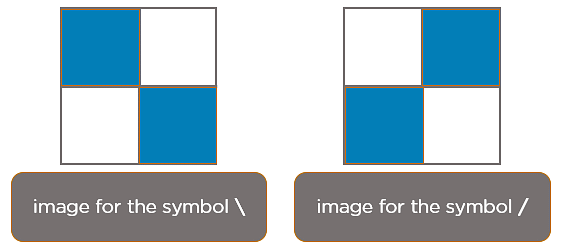 image for the symbol \
image for the symbol /